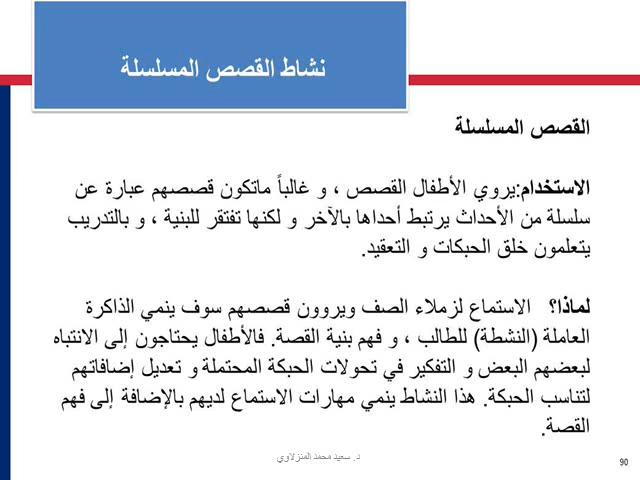 نشاط القصص المسلسلة
القصص المسلسلة
الاستخدام:يروي الأطفال القصص ، و غالباً ماتكون قصصهم عبارة عن
سلسلة من الأحداث يرتبط أحداها بالآخر و لكنها تفتقر للبنية ، و بالتدريب
يتعلمون خلق الحبكات و التعقيد.
لماذا؟ الاستماع لزملاء الصف ويروون قصصهم سوف ينمي الذاكرة
العاملة (النشطة) للطالب ، و فهم بنية القصة. فالأطفال يحتاجون إلى الانتباه
لبعضهم البعض و التفكير في تحولات الحبكة المحتملة و تعديل إضافاتهم
لتناسب الحبكة. هذا النشاط ينمي مهارات الاستماع لديهم بالإضافة إلى فهم
القصة.
د. سعيد محمد المنزلاوي
90